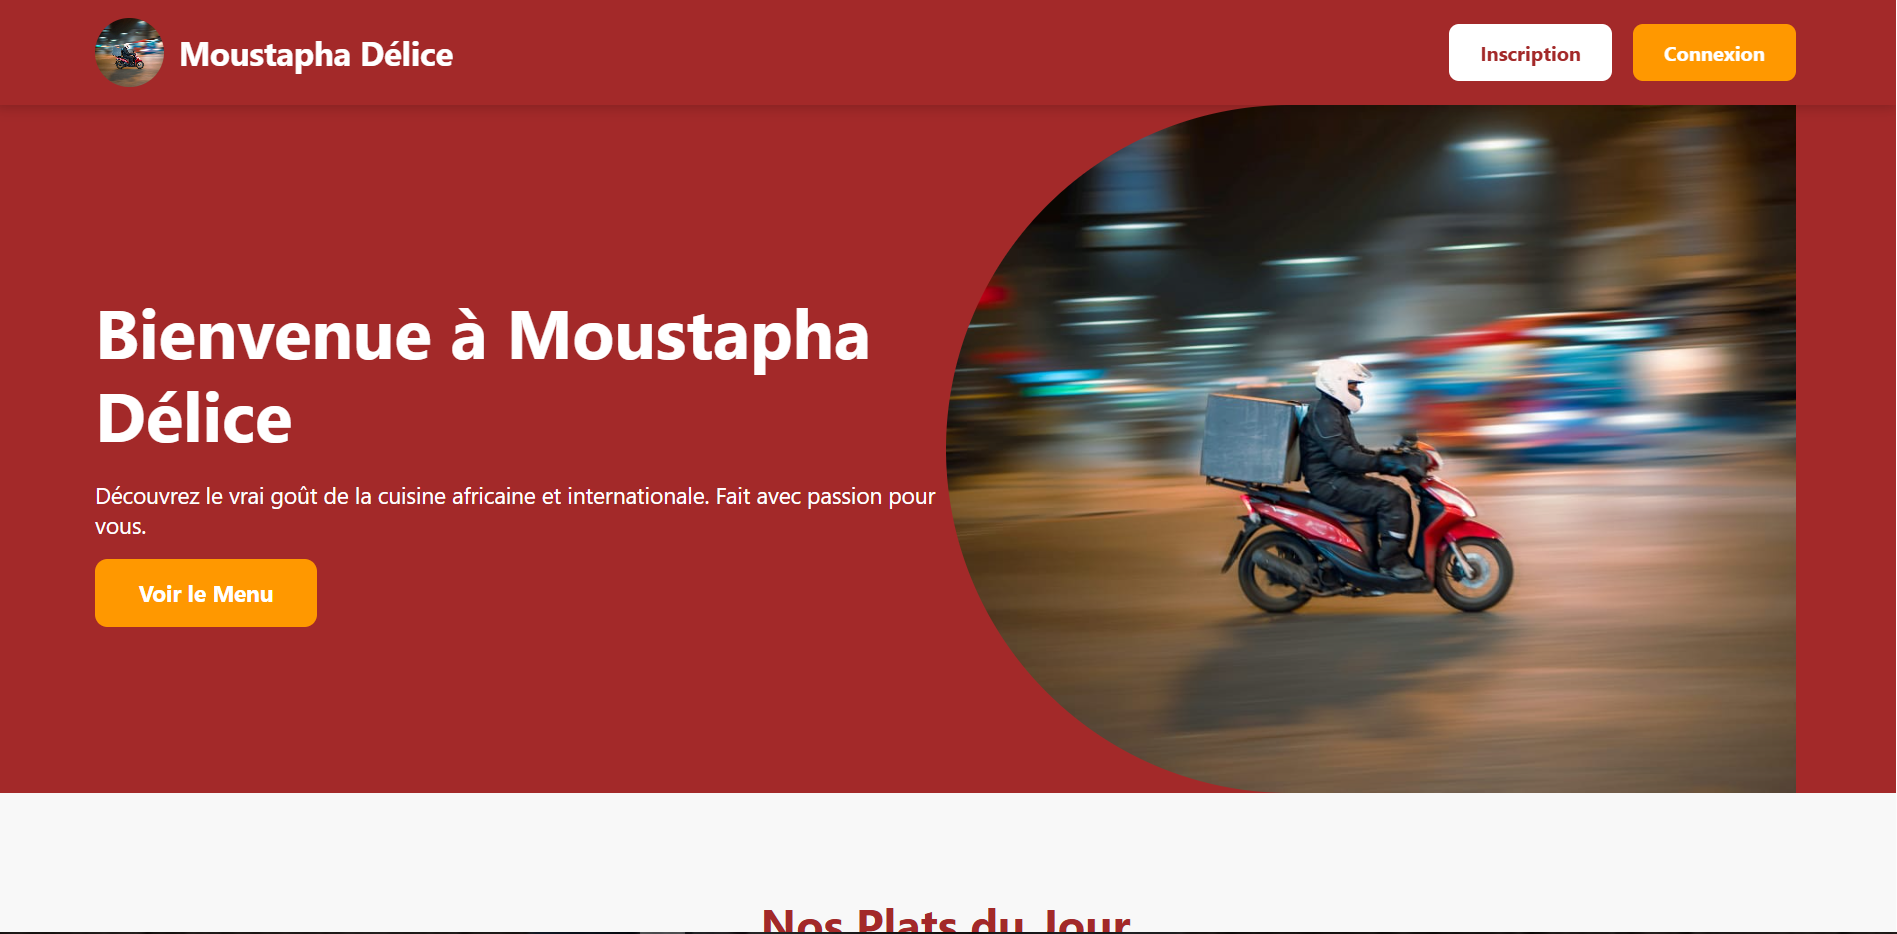 Moustapha Délice
Inscription
Connexion
Bienvenue à Moustapha
Délice
Découvrez le vrai goût de la cuisine africaine et internationale. Fait avec passion pour
vous.
Voir le Menu
Nos Plats du Jour